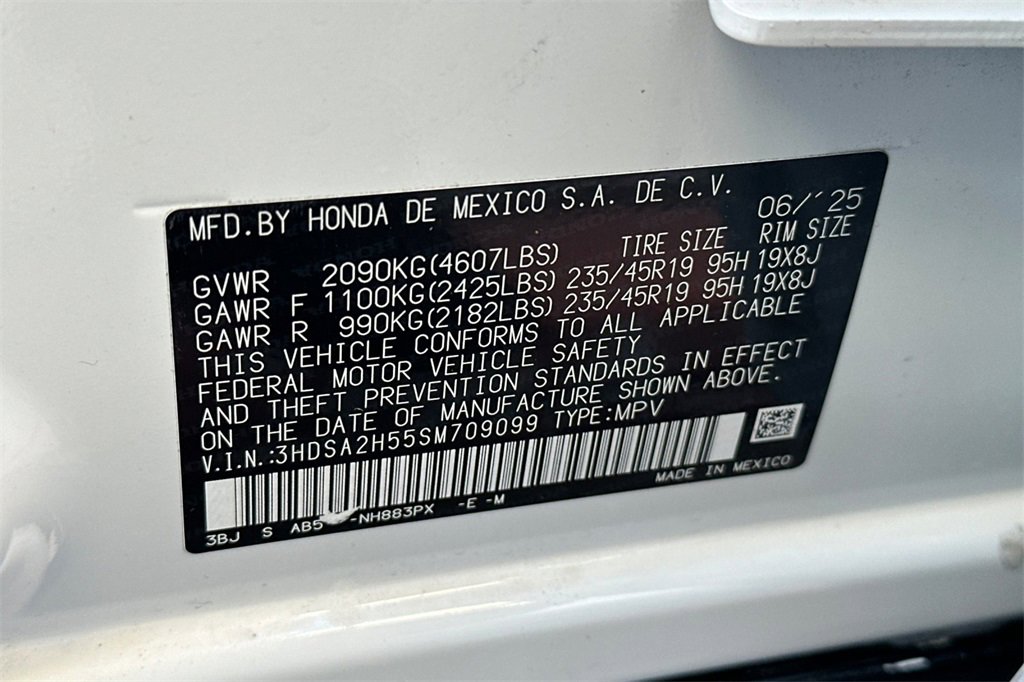 MFD.BY HONDA DE MEXICO S.A. DE C.V. 06/'25
TIRE SIZE RIM SIZE
GVWR 2090KG(4607LBS)
GAWR F 1100KG(2425LBS) 235/45R19 95H 19X8J
GAWR R 990KG(2182LBS) 235/45R19 95H 19X8J
THIS VEHICLE CONFORMS TO ALL APPLICABLE
FEDERAL MOTOR VEHICLE SAFETY
AND THEFT PREVENTION STANDARDS IN EFFECT
ON THE DATE OF MANUFACTURE SHOWN ABOVE.
V.I.N.:3HDSA2H55SM709099 TYPE:MPV
MADE IN MEXICO
3BJ S AB5 -NH883PX -E -M